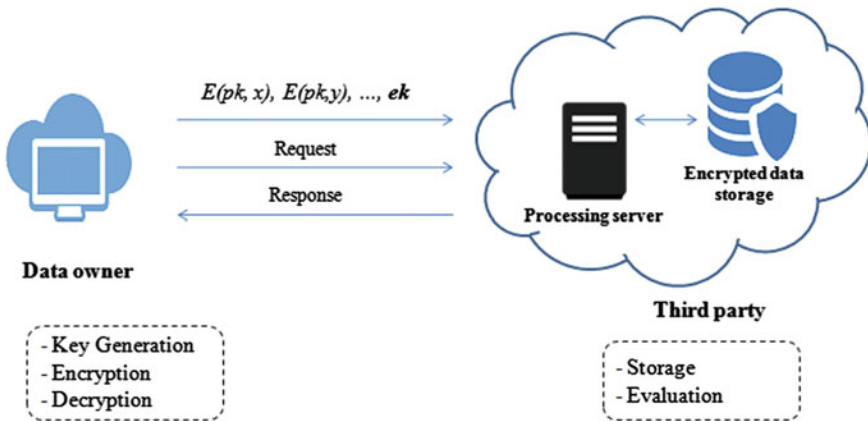 E(pk, x), E(pk,y), ..., ek
Request
Response
Data owner
- Key Generation
- Encryption
- Decryption
Processing server
Encrypted data
storage
Third party
- Storage
- Evaluation